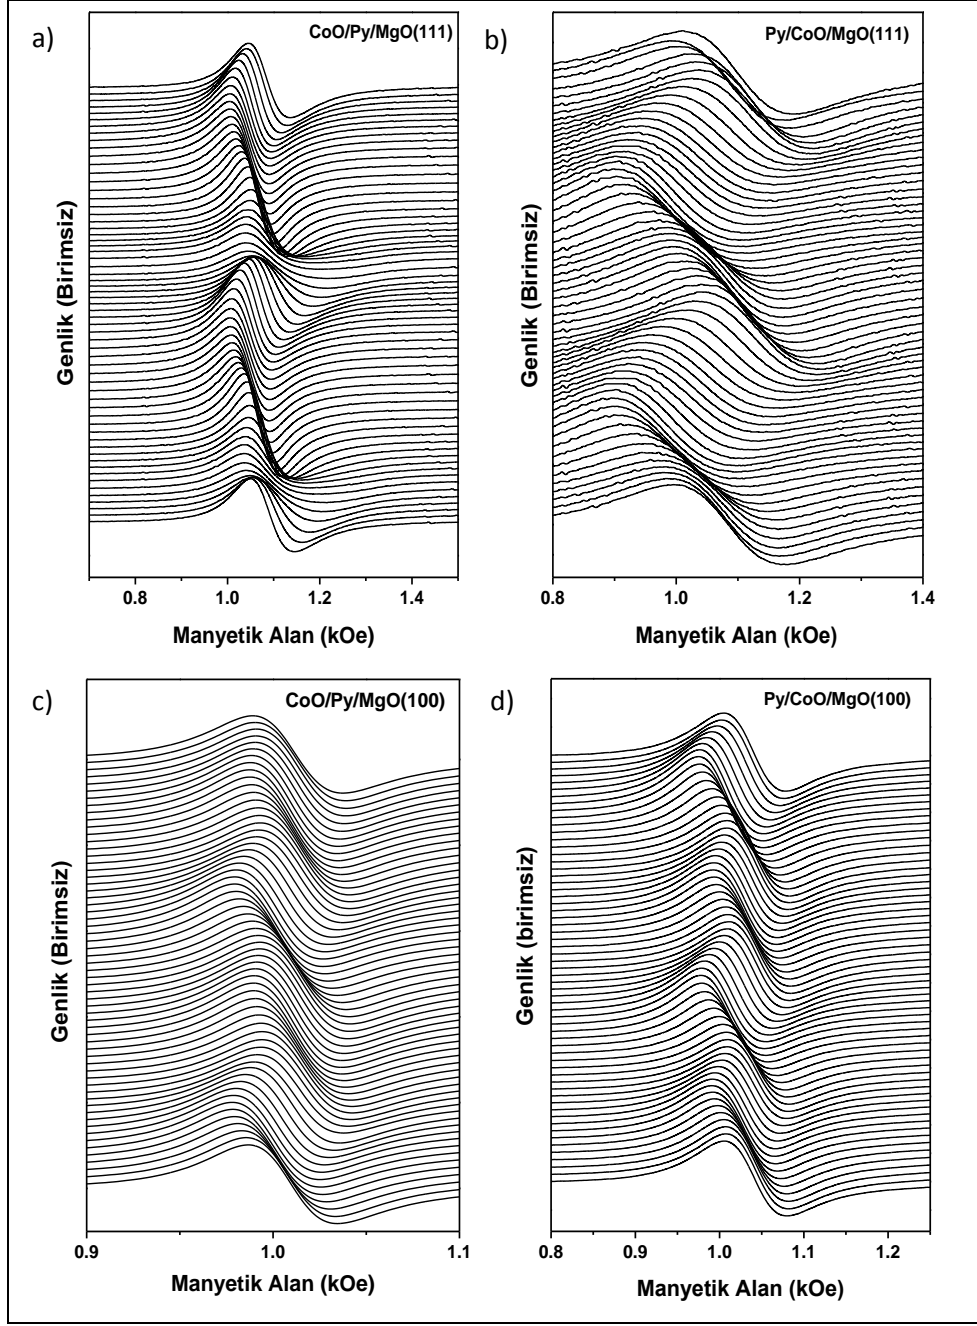 a)
CoO/Py/MgO(111)
Genlik (Birimsiz)
0.8 1.0 1.2 1.4
Manyetik Alan (kOe)
b)
Py/CoO/MgO(111)
Genlik (Birimsiz)
0.8 1.0 1.2 1.4
Manyetik Alan (kOe)
c)
CoO/Py/MgO(100)
Genlik (Birimsiz)
0.9 1.0 1.1
Manyetik Alan (kOe)
d)
Py/CoO/MgO(100)
Genlik (birimsiz)
0.8 0.9 1.0 1.1 1.2
Manyetik Alan (kOe)